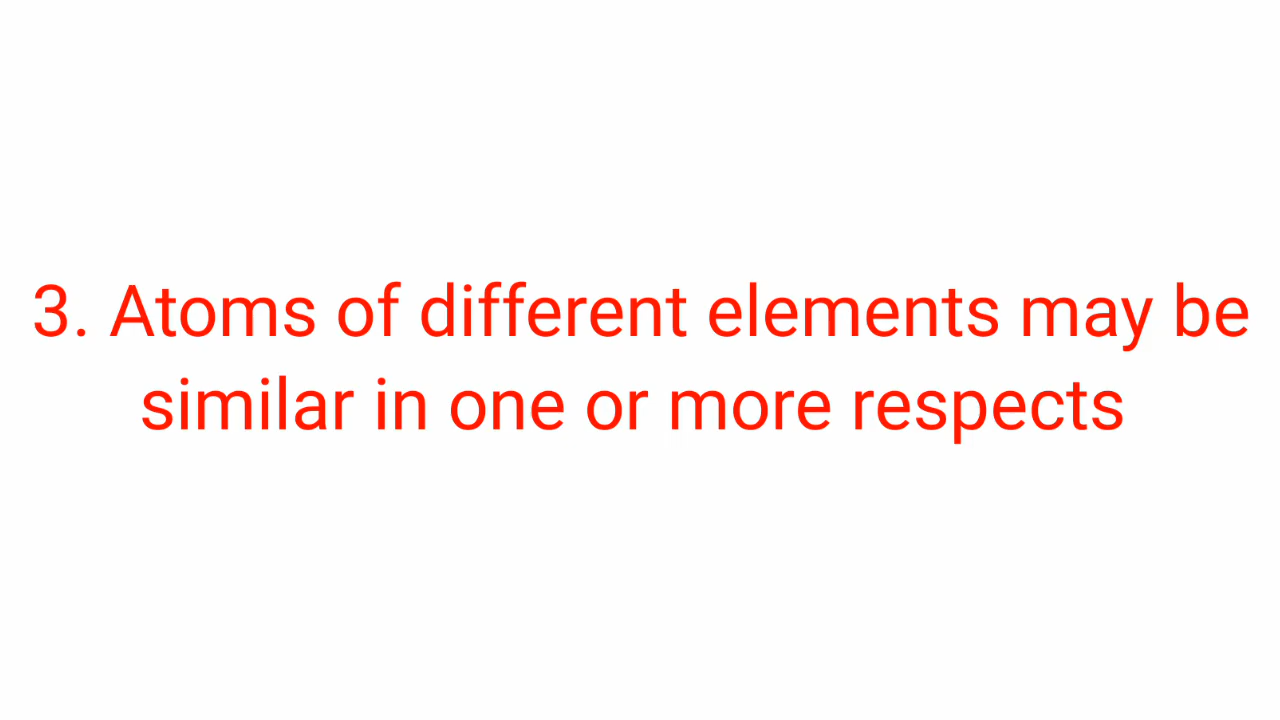 3. Atoms of different elements may be
similar in one or more respects